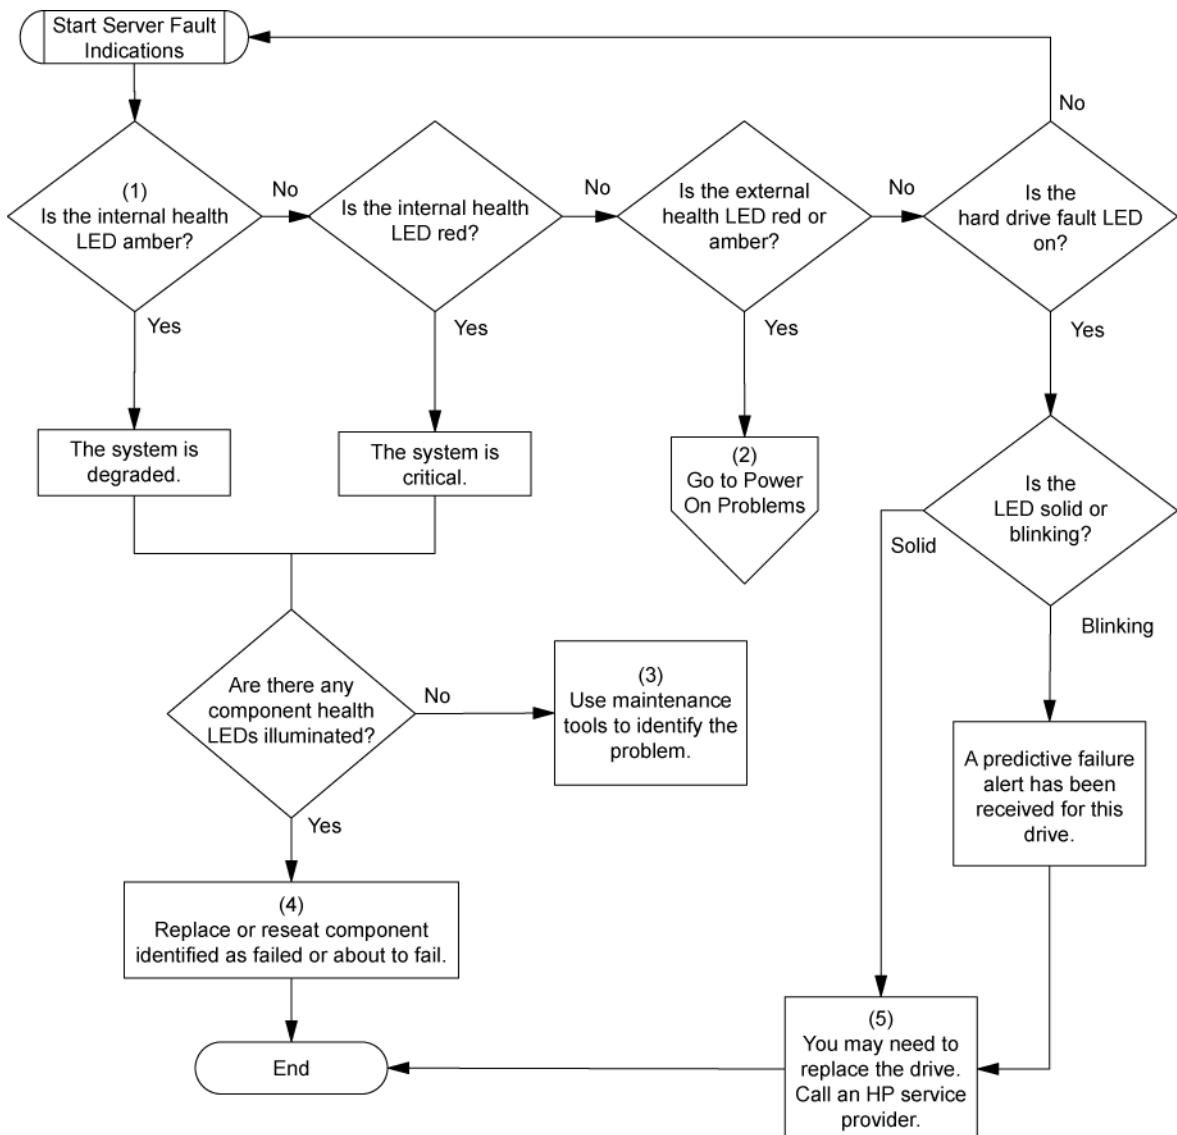 Start Server Fault
Indications
No
(1)
Is the internal health
LED amber?
No
Is the internal health
LED red?
No
Is the external
health LED red or
amber?
No
Is the
hard drive fault LED
on?
Yes
Yes
Yes
Yes
The system is
degraded.
The system is
critical.
(2)
Go to Power
On Problems
Is the
LED solid or
blinking?
Solid
Blinking
Are there any
component health
LEDs illuminated?
No
(3)
Use maintenance
tools to identify the
problem.
A predictive failure
alert has been
received for this
drive.
Yes
(4)
Replace or reseat component
identified as failed or about to fail.
(5)
You may need to
replace the drive.
Call an HP service
provider.
End